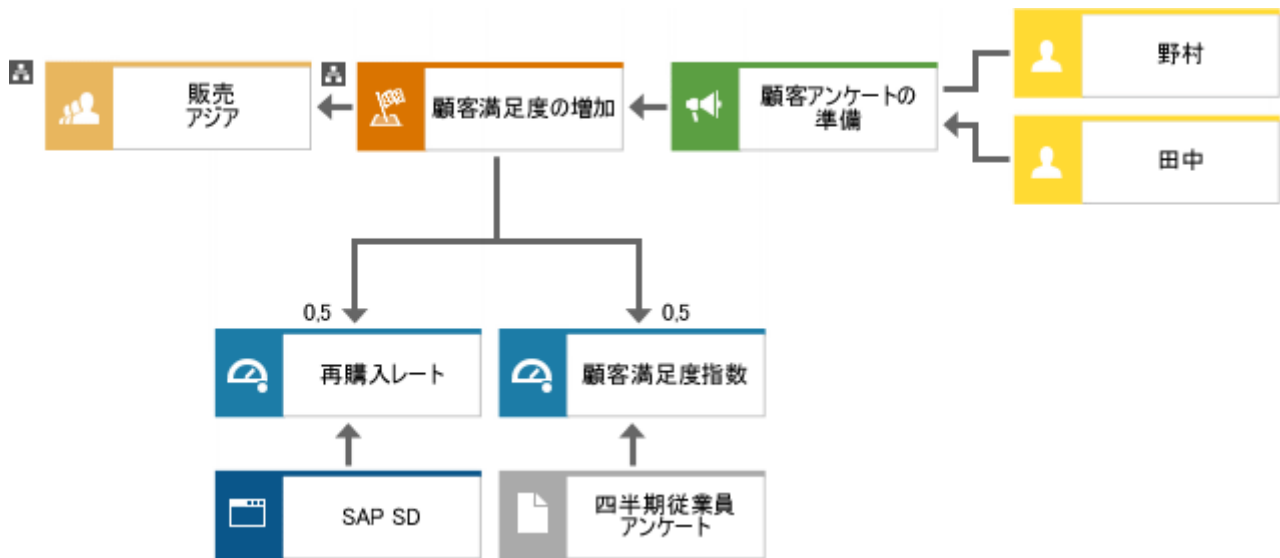 野村
販売
アジア
顧客満足度の増加
顧客アンケートの
準備
田中
0,5
0,5
再購入レート
顧客満足度指数
SAP SD
四半期従業員
アンケート